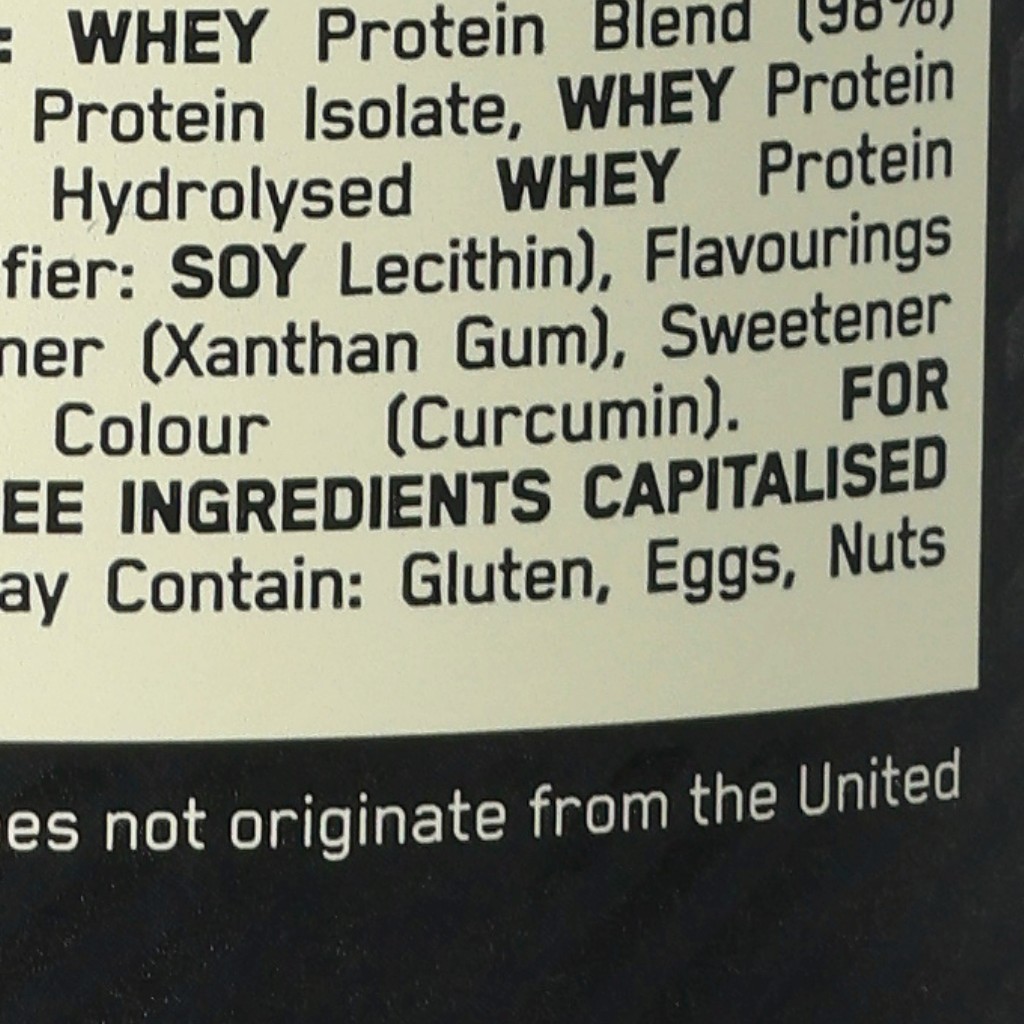 : WHEY Protein Blend (98%)
Protein Isolate, WHEY Protein
Hydrolysed WHEY Protein
fier: SOY Lecithin), Flavourings
ner (Xanthan Gum), Sweetener
Colour (Curcumin). FOR
EE INGREDIENTS CAPITALISED
ay Contain: Gluten, Eggs, Nuts
es not originate from the United